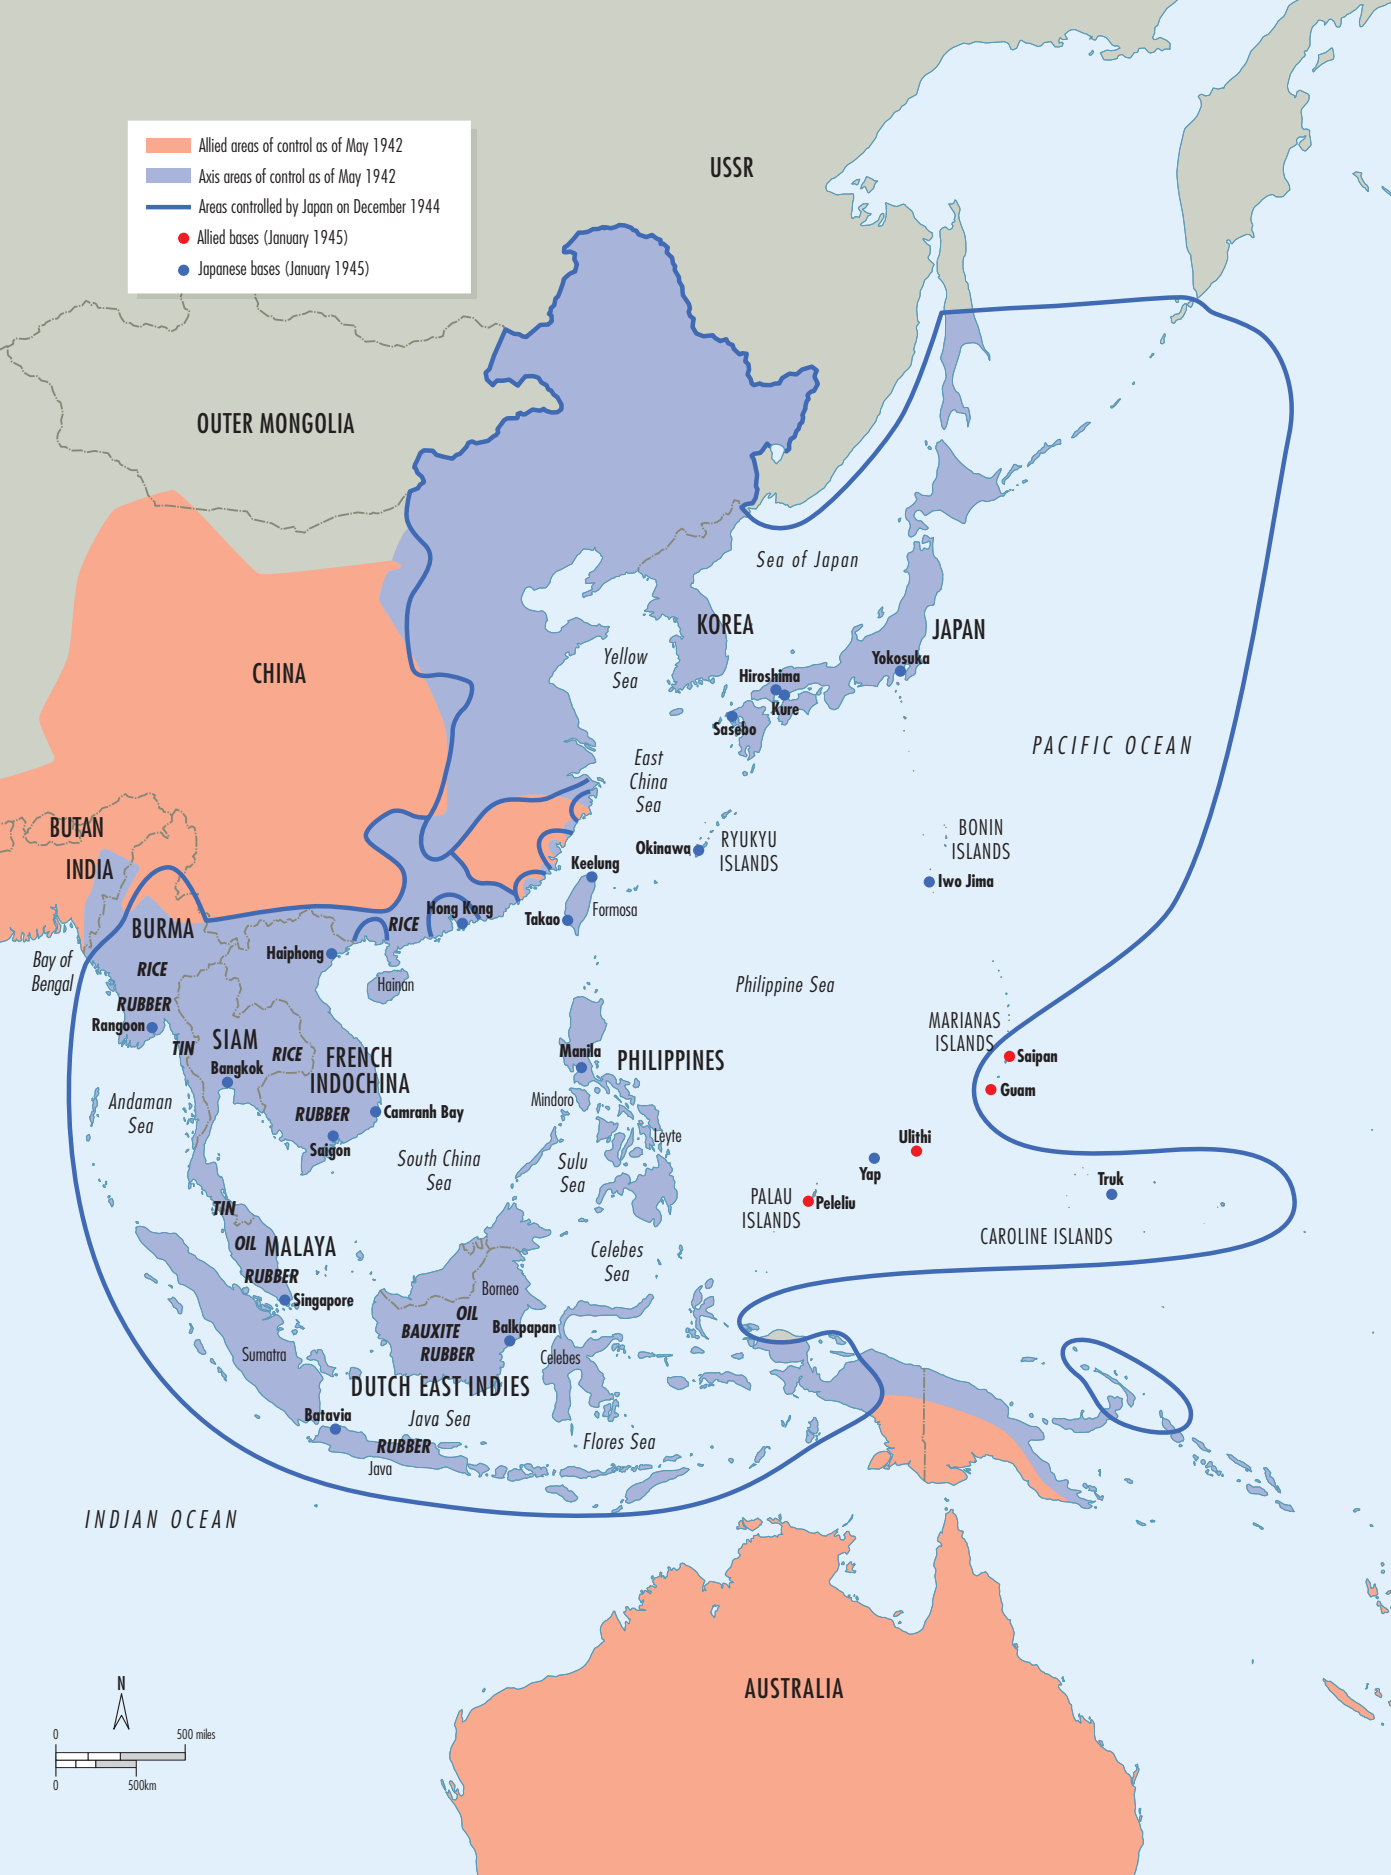 Allied areas of control as of May 1942
Axis areas of control as of May 1942
Areas controlled by Japan on December 1944
Allied bases (January 1945)
Japanese bases (January 1945)
USSR
OUTER MONGOLIA
CHINA
Sea of Japan
KOREA
JAPAN
Yellow
Sea
Yokosuka
Hiroshima
Kure
Sasebo
PACIFIC OCEAN
East
China
Sea
BUTAN
INDIA
BONIN
ISLANDS
RYUKYU
ISLANDS
Okinawa
Keelung
Iwo Jima
Hong Kong
Takao
Formosa
RICE
BURMA
Haiphong
Bay of
Bengal
RICE
Hainan
Philippine Sea
RUBBER
Rangoon
MARIANAS
ISLANDS
TIN
SIAM
RICE
FRENCH
INDOCHINA
Manila
PHILIPPINES
Saipan
Bangkok
Guam
Andaman
Sea
RUBBER
Camranh Bay
Mindoro
Leyte
Ulithi
Saigon
South China
Sea
Sulu
Sea
Yap
Truk
PALAU
ISLANDS
Peleliu
TIN
CAROLINE ISLANDS
OIL
MALAYA
Celebes
Sea
RUBBER
Borneo
Singapore
OIL
BAUXITE
Balkpapan
RUBBER
Sumatra
Celebes
DUTCH EAST INDIES
Batavia
Java Sea
RUBBER
Flores Sea
Java
INDIAN OCEAN
AUSTRALIA
N
0
500 miles
0
500km